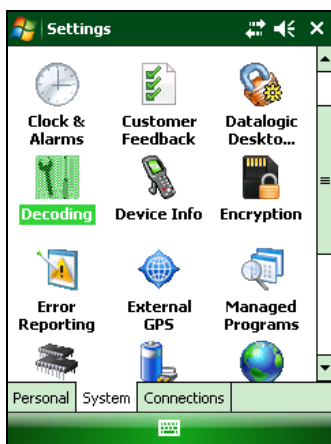 Settings
Clock & Customer Datalogic
Alarms Feedback Deskto...
Decoding Device Info Encryption
Error External Managed
Reporting GPS Programs
Personal System Connections